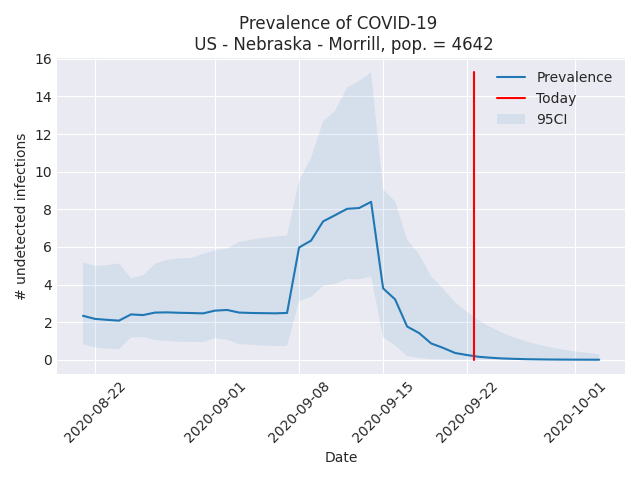 Prevalence of COVID-19
US - Nebraska - Morrill, pop. = 4642
16
14
12
10
8
6
4
2
0
# undetected infections
Prevalence
Today
95CI
2020-08-22
2020-09-01
2020-09-08
2020-09-15
2020-09-22
2020-10-01
Date